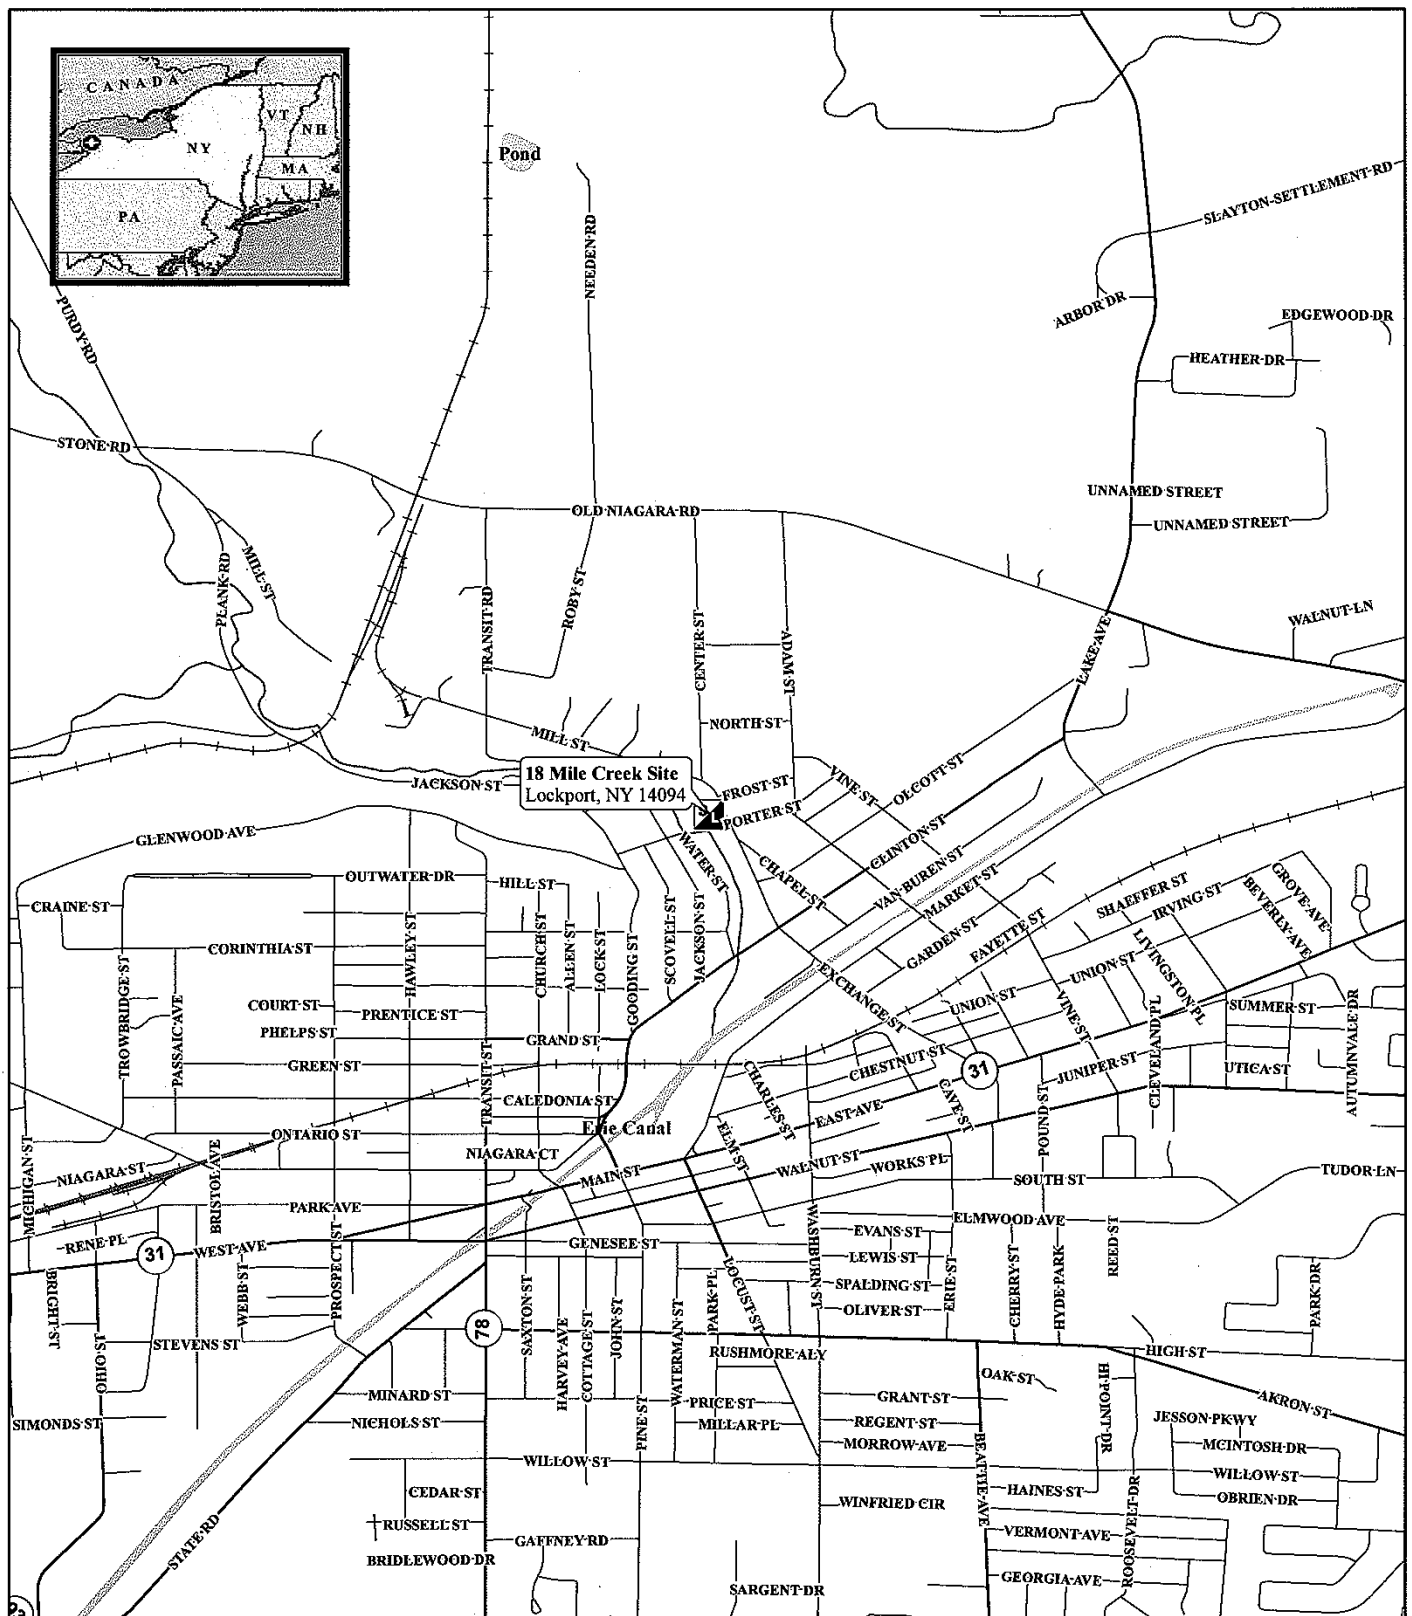 CANADA
VT
NH
NY
MA
PA
Pond
SLAYTON-SETTLEMENT RD
NEEDEN RD
PURDY RD
ARBOR DR
EDGEWOOD DR
HEATHER DR
STONE RD
UNNAMED STREET
OLD NIAGARA RD
UNNAMED STREET
PLANK RD
MILL ST
TRANSIT RD
ROBY ST
CENTER ST
ADAM ST
LAKE AVE
WALNUT LN
NORTH ST
MILL ST
18 Mile Creek Site
Lockport, NY 14094
JACKSON ST
FROST ST
VINE ST
OLCOTT ST
PORTER ST
GLENWOOD AVE
WATER ST
CLINTON ST
CHAPEL ST
VAN BUREN ST
MARKET ST
OUTWATER DR
HILL ST
SHAEFFER ST
IRVING ST
GROVE AVE
BEVERLY AVE
CRAINE ST
CORINTHIA ST
HAWLEY ST
CHURCH ST
ALLEN ST
LOCK ST
GOODING ST
SCOVELL ST
JACKSON ST
GARDEN ST
FAYETTE ST
UNION ST
LIVINGSTON PL
EXCHANGE ST
TROWBRIDGE ST
PASSAIC AVE
COURT ST
PRENTICE ST
UNION ST
VINE ST
CLEVELAND PL
SUMMER ST
AUTUMNVALE DR
PHELPS ST
GRAND ST
GREEN ST
TRANSIT ST
CHARLES ST
CHESTNUT ST
31
JUNIPER ST
UTICA ST
CALEDONIA ST
EAST AVE
CAVE ST
POUND ST
Erie Canal
ONTARIO ST
ELM ST
MICHIGAN ST
NIAGARA ST
BRISTOL AVE
NIAGARA CT
MAIN ST
WALNUT ST
WORKS PL
SOUTH ST
TUDOR LN
PARK AVE
WASHBURN ST
ELMWOOD AVE
EVANS ST
REED ST
RENE PL
31
WEST AVE
PROSPECT ST
GENESEE ST
LEWIS ST
BRIGHT ST
WEBB ST
LOCUST ST
SPALDING ST
ERIE ST
CHERRY ST
HYDE PARK
PARK DR
OLIVER ST
SAXTON ST
HARVEY AVE
COTTAGE ST
JOHN ST
WATERMAN ST
PARK PL
78
STEVENS ST
OHIO ST
RUSHMORE ALY
HIGH ST
OAK ST
HI POINT DR
AKRON ST
MINARD ST
PRICE ST
GRANT ST
SIMONDS ST
NICHOLS ST
PINE ST
MILLAR PL
REGENT ST
JESSON PKWY
MORROW AVE
BEATTIE AVE
MCINTOSH DR
WILLOW ST
WILLOW ST
CEDAR ST
WINFRIED CIR
HAINES ST
ROOSEVELT DR
OBRIEN DR
STATE RD
RUSSELL ST
GAFFNEY RD
VERMONT AVE
BRIDLEWOOD DR
SARGENT DR
GEORGIA AVE